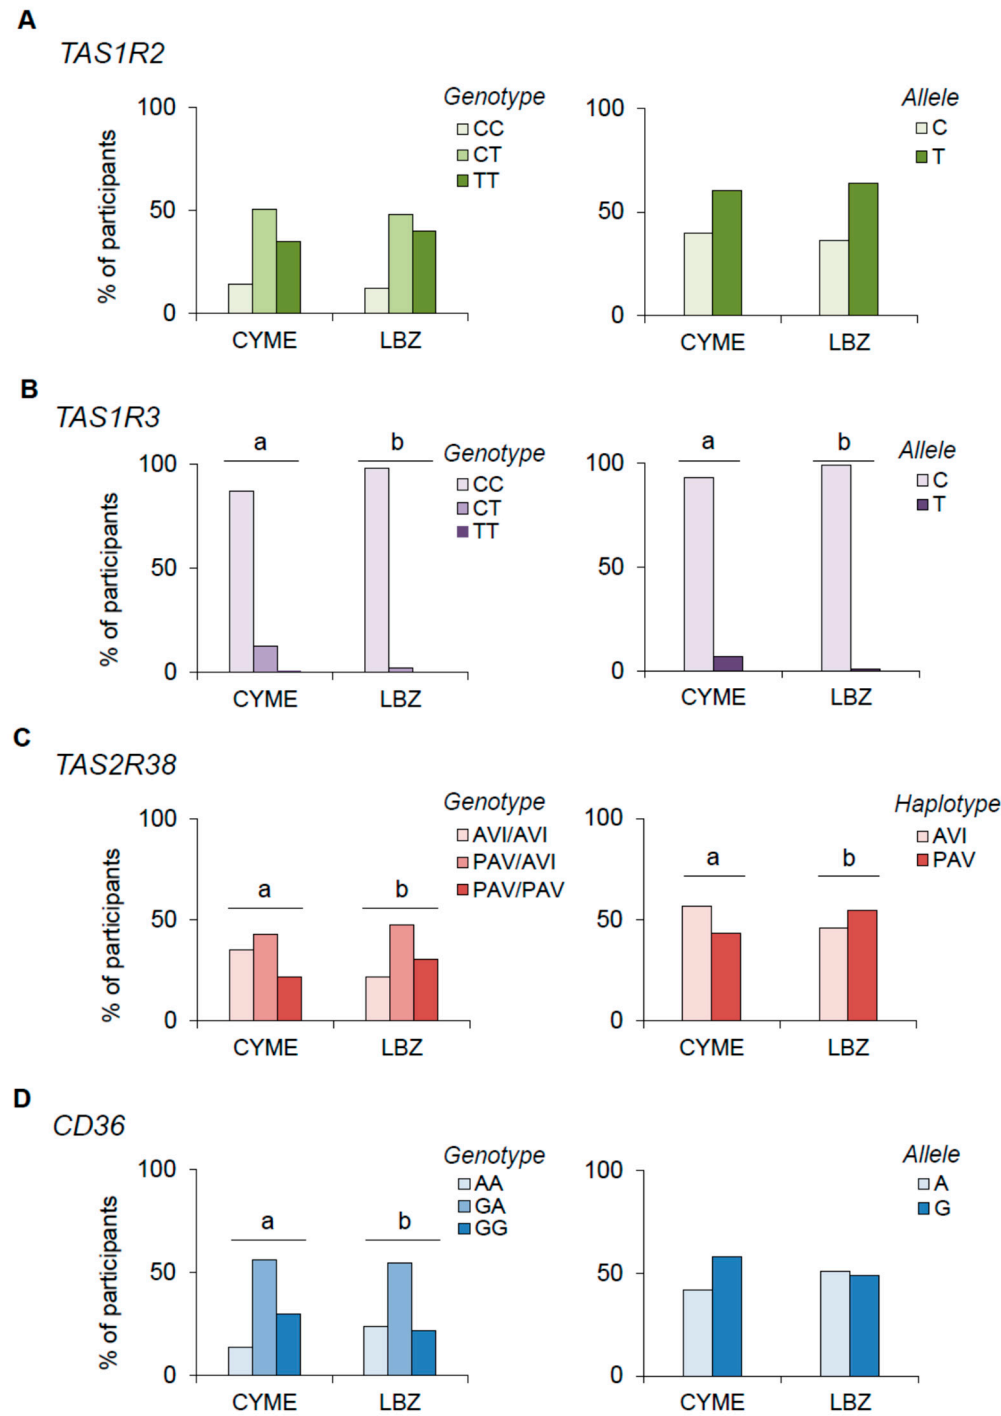 A
TAS1R2
% of participants
100
50
0
CYME
LBZ
Genotype
CC
CT
TT
100
50
0
CYME
LBZ
Allele
C
T
B
TAS1R3
% of participants
100
50
0
a
b
CYME
LBZ
Genotype
CC
CT
TT
100
50
0
a
b
CYME
LBZ
Allele
C
T
C
TAS2R38
% of participants
100
50
0
a
b
CYME
LBZ
Genotype
AVI/AVI
PAV/AVI
PAV/PAV
100
50
0
a
b
CYME
LBZ
Haplotype
AVI
PAV
D
CD36
% of participants
100
50
0
a
b
CYME
LBZ
Genotype
AA
GA
GG
100
50
0
CYME
LBZ
Allele
A
G